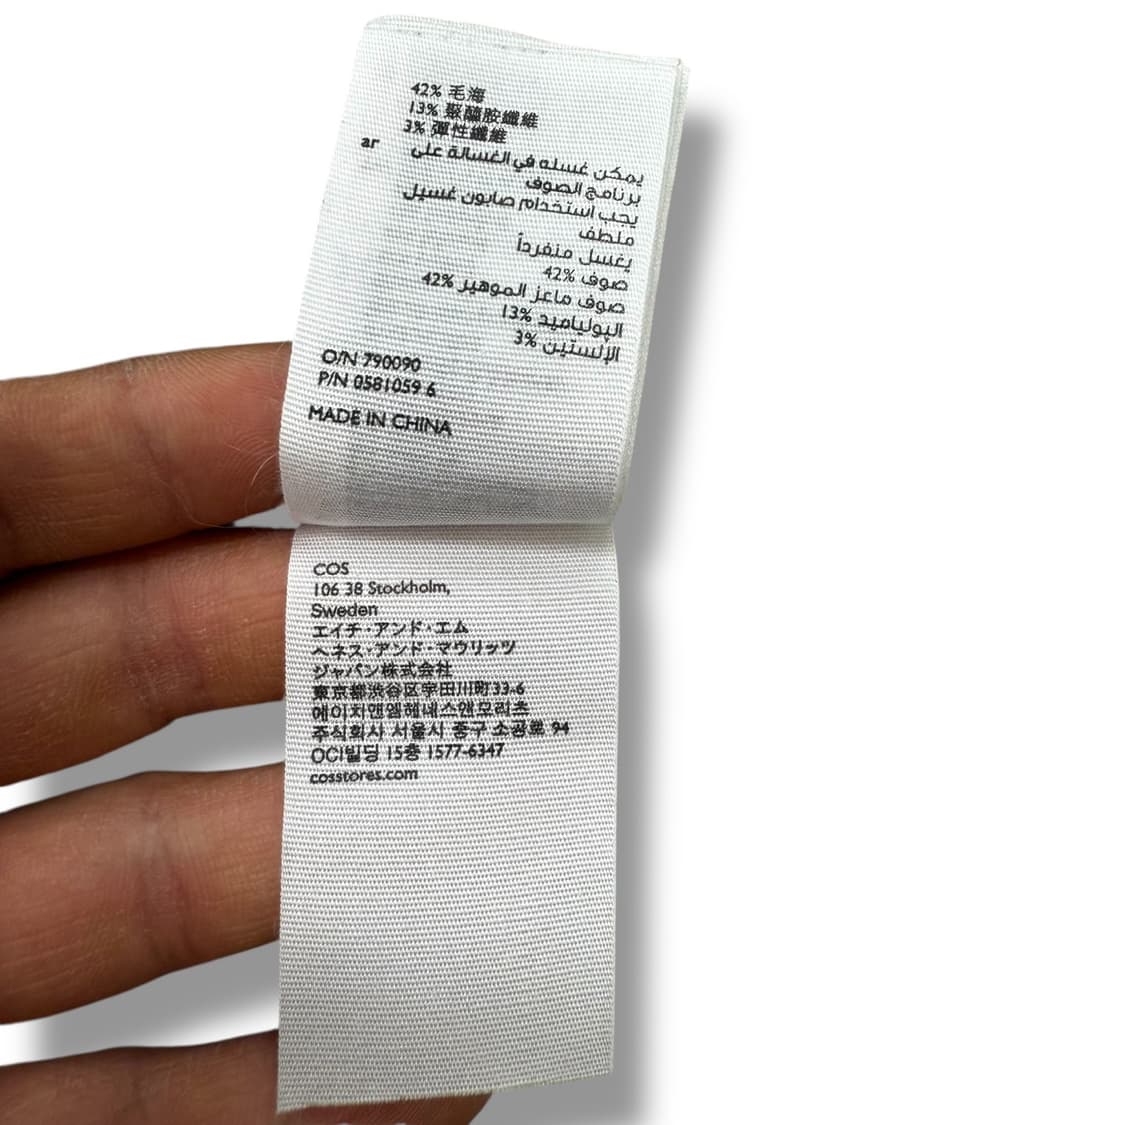 42% 毛海
13% 聚醯胺纖維
3% 彈性纖維
ar
يمكن غسله في الغسالة على
برنامج الصوف
يجب استخدام صابون غسيل
ملطف
يغسل منفرداً
صوف 42%
صوف ماعز الموهير 42%
البولياميد 13%
الإلستين 3%
O/N 790090
P/N 0581059 6
MADE IN CHINA
COS
106 38 Stockholm,
Sweden
エイチ・アンド・エム
ヘネス・アンド・マウリッツ
ジャパン株式会社
東京都渋谷区宇田川町33-6
에이치앤엠헤네스앤모리츠
주식회사 서울시 중구 소공로 94
OCI빌딩 15층 1577-6347
cosstores.com